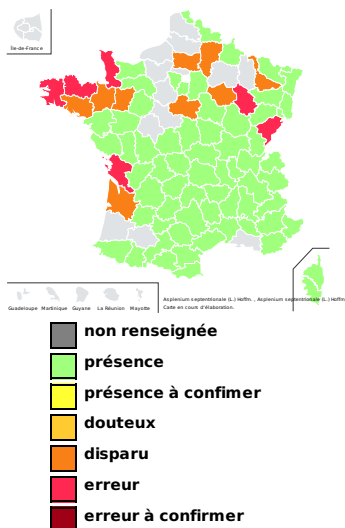 Île-de-France
Guadeloupe Martinique Guyane La Réunion Mayotte
Asplenium septentrionale (L.) Hoffm. , Asplenium septentrionale (L.) Hoffm
Carte en cours d'élaboration.
non renseignée
présence
présence à confimer
douteux
disparu
erreur
erreur à confirmer